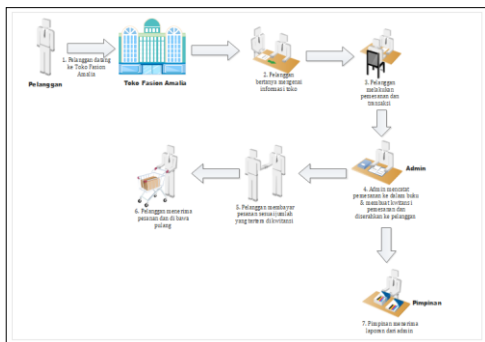 1. Pelanggan datang
ke Toko Fasion
Amalia
Pelanggan
Toko Fasion Amalia
2. Pelanggan
bertanya mengenai
informasi toko
3. Pelanggan
melakukan
pemesanan dan
transaksi
Admin
4. Admin mencatat
pemesanan ke dalam buku
& membuat kwitansi
pemesanan dan
diserahkan ke pelanggan
5. Pelanggan membayar
pesanan sesuai jumlah
yang tertera dikwitansi
6. Pelanggan menerima
pesanan dan di bawa
pulang
Pimpinan
7. Pimpinan menerima
laporan dari admin